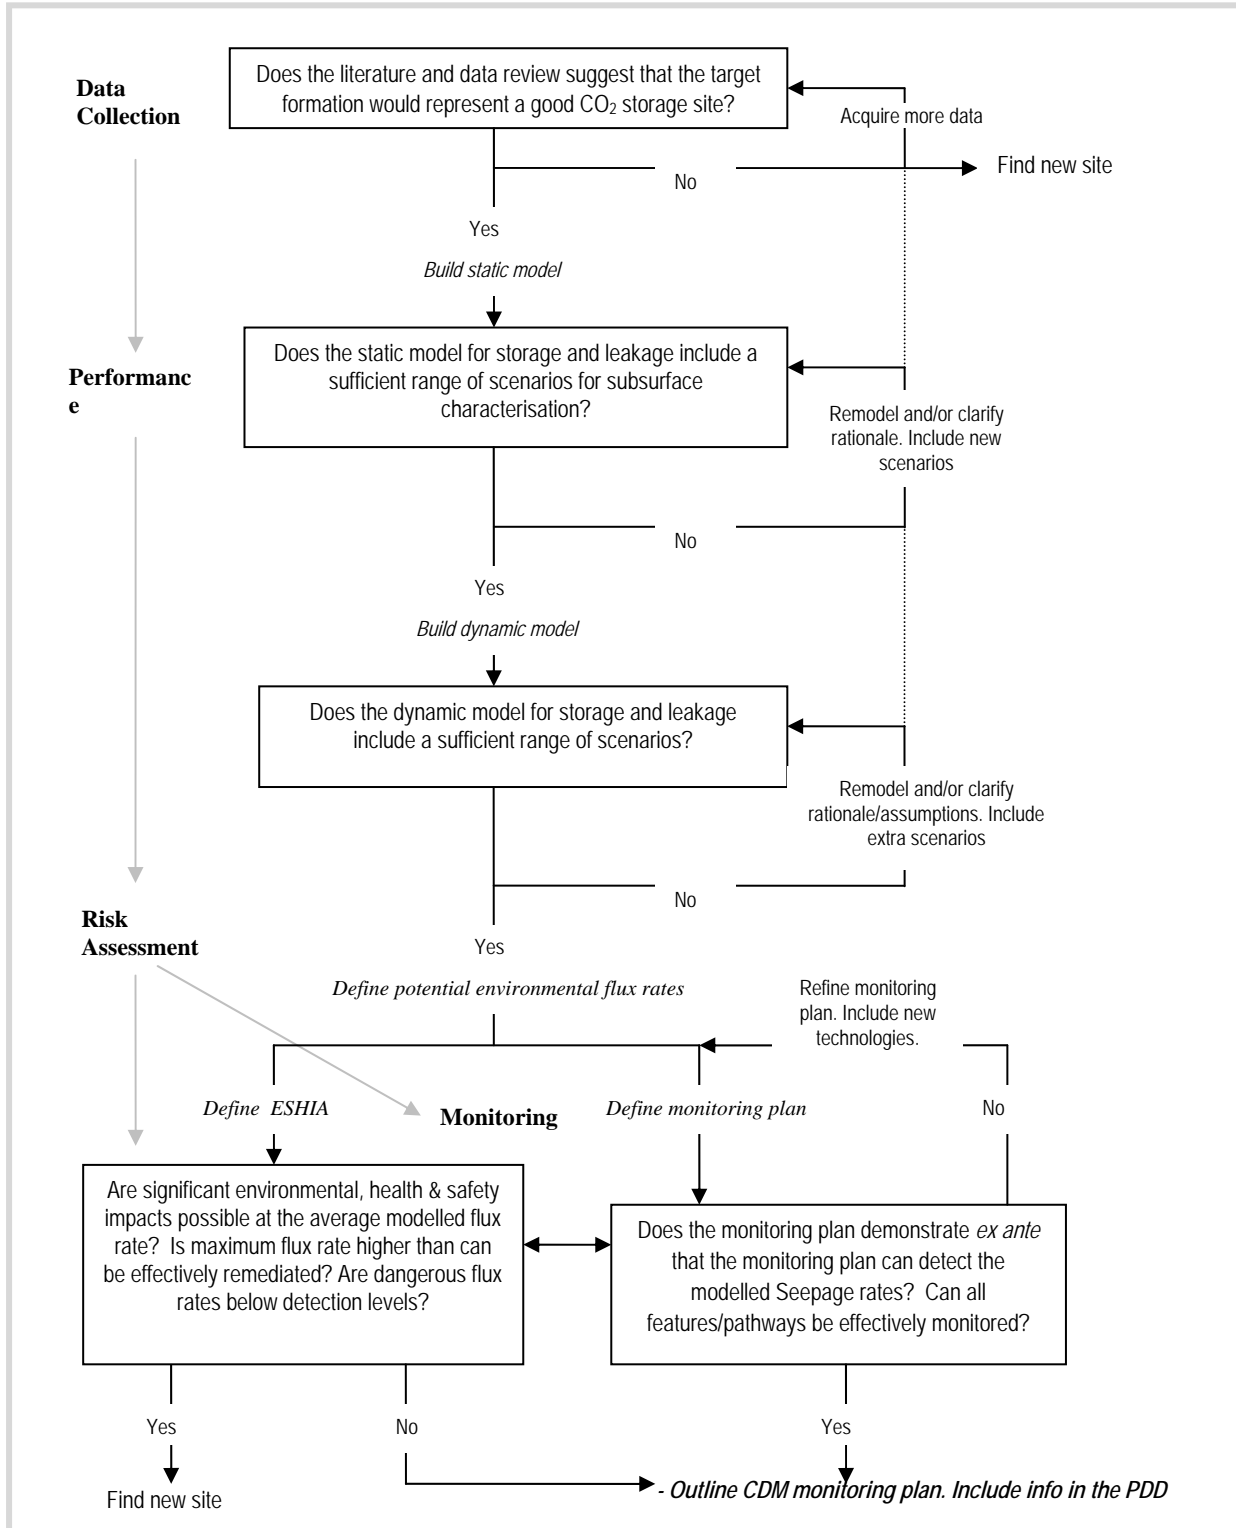 Does the literature and data review suggest that the target
formation would represent a good CO₂ storage site?
Data
Collection
Acquire more data
No
Find new site
Yes
Build static model
Does the static model for storage and leakage include a
sufficient range of scenarios for subsurface
characterisation?
Performanc
e
Remodel and/or clarify
rationale. Include new
scenarios
No
Yes
Build dynamic model
Does the dynamic model for storage and leakage
include a sufficient range of scenarios?
Remodel and/or clarify
rationale/assumptions. Include
extra scenarios
No
Risk
Assessment
Yes
Define potential environmental flux rates
Refine monitoring
plan. Include new
technologies.
Define ESHIA
Monitoring
Define monitoring plan
No
Are significant environmental, health & safety
impacts possible at the average modelled flux
rate? Is maximum flux rate higher than can
be effectively remediated? Are dangerous flux
rates below detection levels?
Does the monitoring plan demonstrate ex ante
that the monitoring plan can detect the
modelled Seepage rates? Can all
features/pathways be effectively monitored?
Yes
No
Yes
Find new site
- Outline CDM monitoring plan. Include info in the PDD